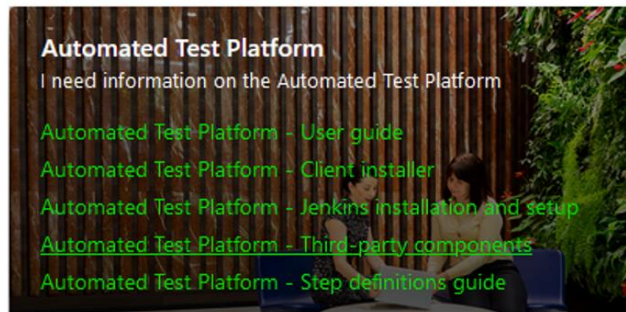 Automated Test Platform
I need information on the Automated Test Platform
Automated Test Platform - User guide
Automated Test Platform - Client installer
Automated Test Platform - Jenkins installation and setup
Automated Test Platform - Third-party components
Automated Test Platform - Step definitions guide